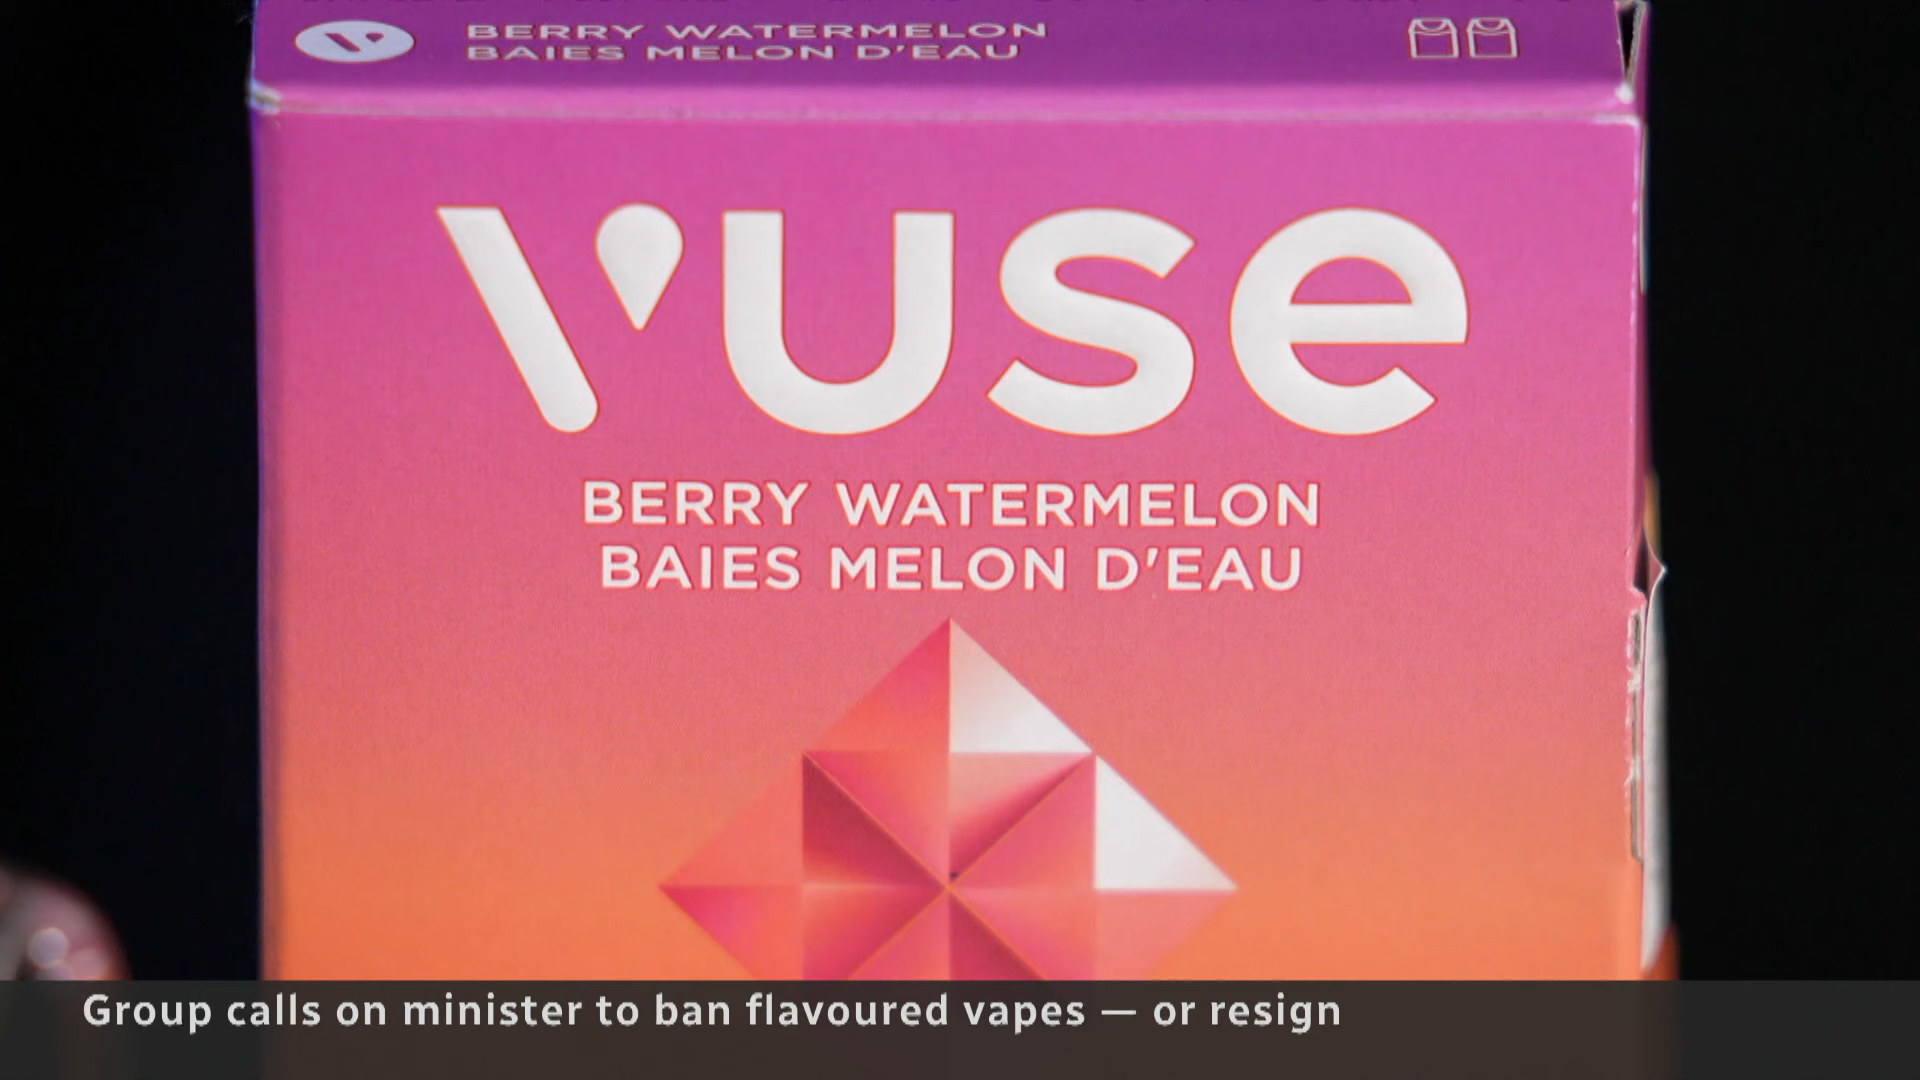 BERRY WATERMELON
BAIES MELON D'EAU
vuse
BERRY WATERMELON
BAIES MELON D'EAU
Group calls on minister to ban flavoured vapes — or resign